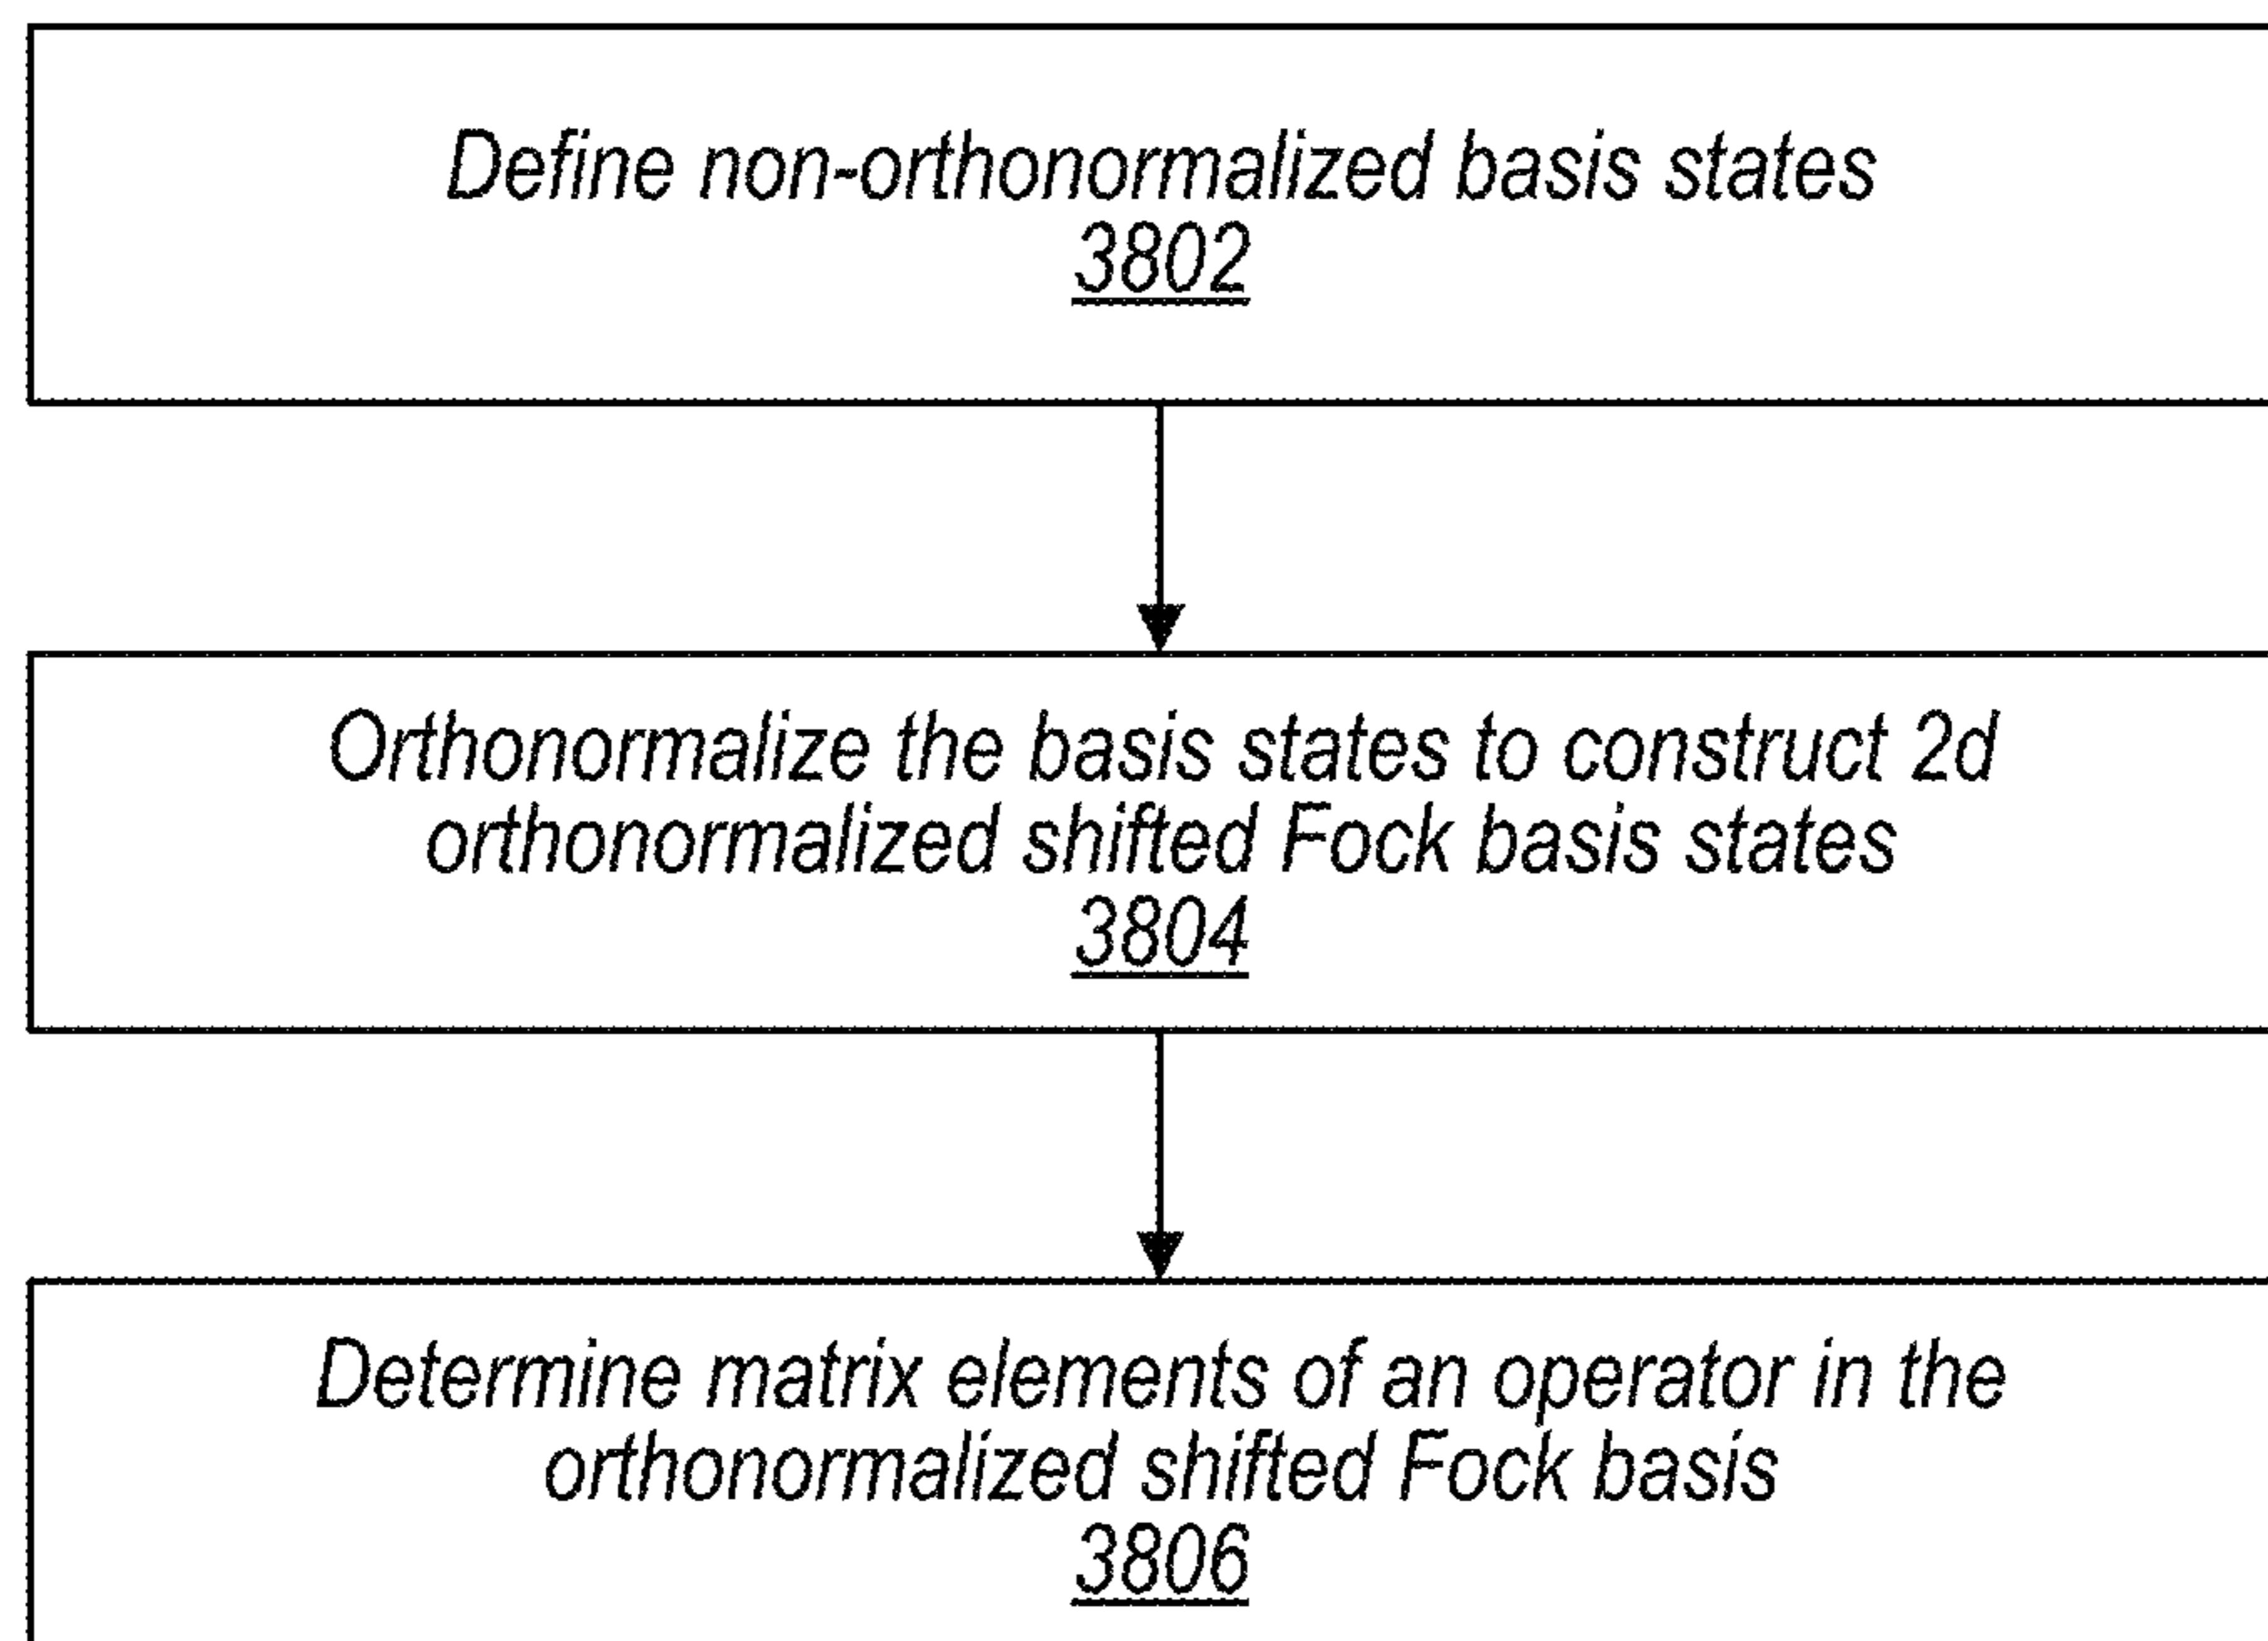 Define non-orthonormalized basis states
3802
Orthonormalize the basis states to construct 2d
orthonormalized shifted Fock basis states
3804
Determine matrix elements of an operator in the
orthonormalized shifted Fock basis
3806